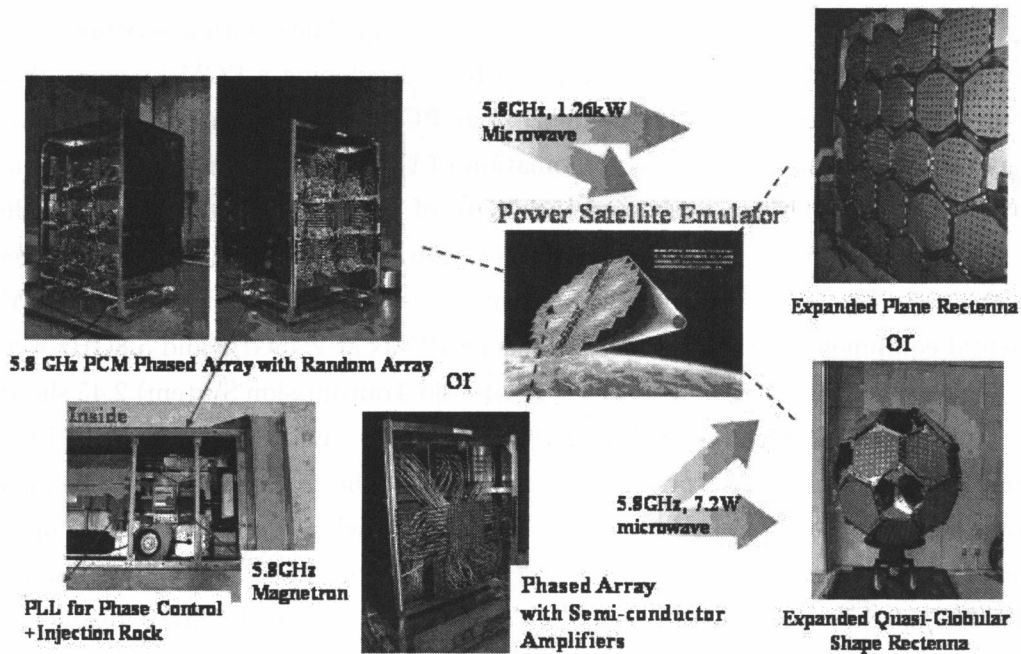 5.8GHz, 1.26kW
Microwave
Power Satellite Emulator
Expanded Plane Rectenna
or
5.8 GHz PCM Phased Array with Random Array
or
Inside
5.8GHz
Magnetron
PLL for Phase Control
+Injection Rock
5.8GHz, 7.2W
microwave
Phased Array
with Semi-conductor
Amplifiers
Expanded Quasi-Globular
Shape Rectenna